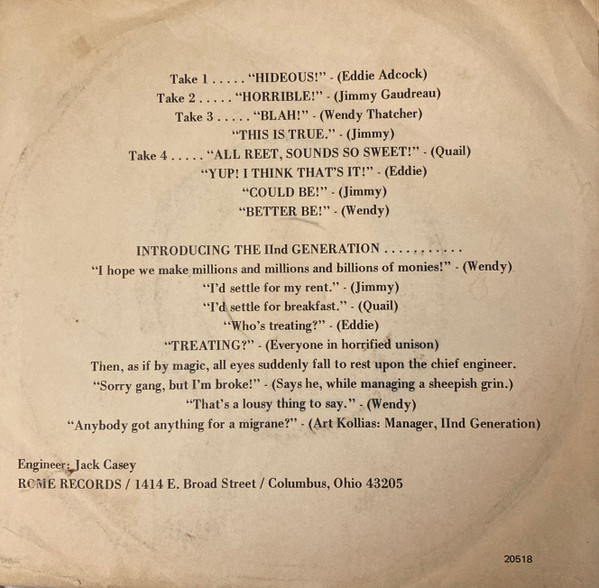 Take 1 ..... “HIDEOUS!” - (Eddie Adcock)
Take 2 ..... “HORRIBLE!” - (Jimmy Gaudreau)
Take 3 ..... “BLAH!” - (Wendy Thatcher)
“THIS IS TRUE.” - (Jimmy)
Take 4 ..... “ALL REET, SOUNDS SO SWEET!” - (Quail)
“YUP! I THINK THAT’S IT!” - (Eddie)
“COULD BE!” - (Jimmy)
“BETTER BE!” - (Wendy)
INTRODUCING THE IInd GENERATION ...........
“I hope we make millions and millions and billions of monies!” - (Wendy)
“I’d settle for my rent.” - (Jimmy)
“I’d settle for breakfast.” - (Quail)
“Who’s treating?” - (Eddie)
“TREATING?” - (Everyone in horrified unison)
Then, as if by magic, all eyes suddenly fall to rest upon the chief engineer.
“Sorry gang, but I’m broke!” - (Says he, while managing a sheepish grin.)
“That’s a lousy thing to say.” - (Wendy)
“Anybody got anything for a migrane?” - (Art Kollias: Manager, IInd Generation)
Engineer: Jack Casey
ROME RECORDS / 1414 E. Broad Street / Columbus, Ohio 43205
20518